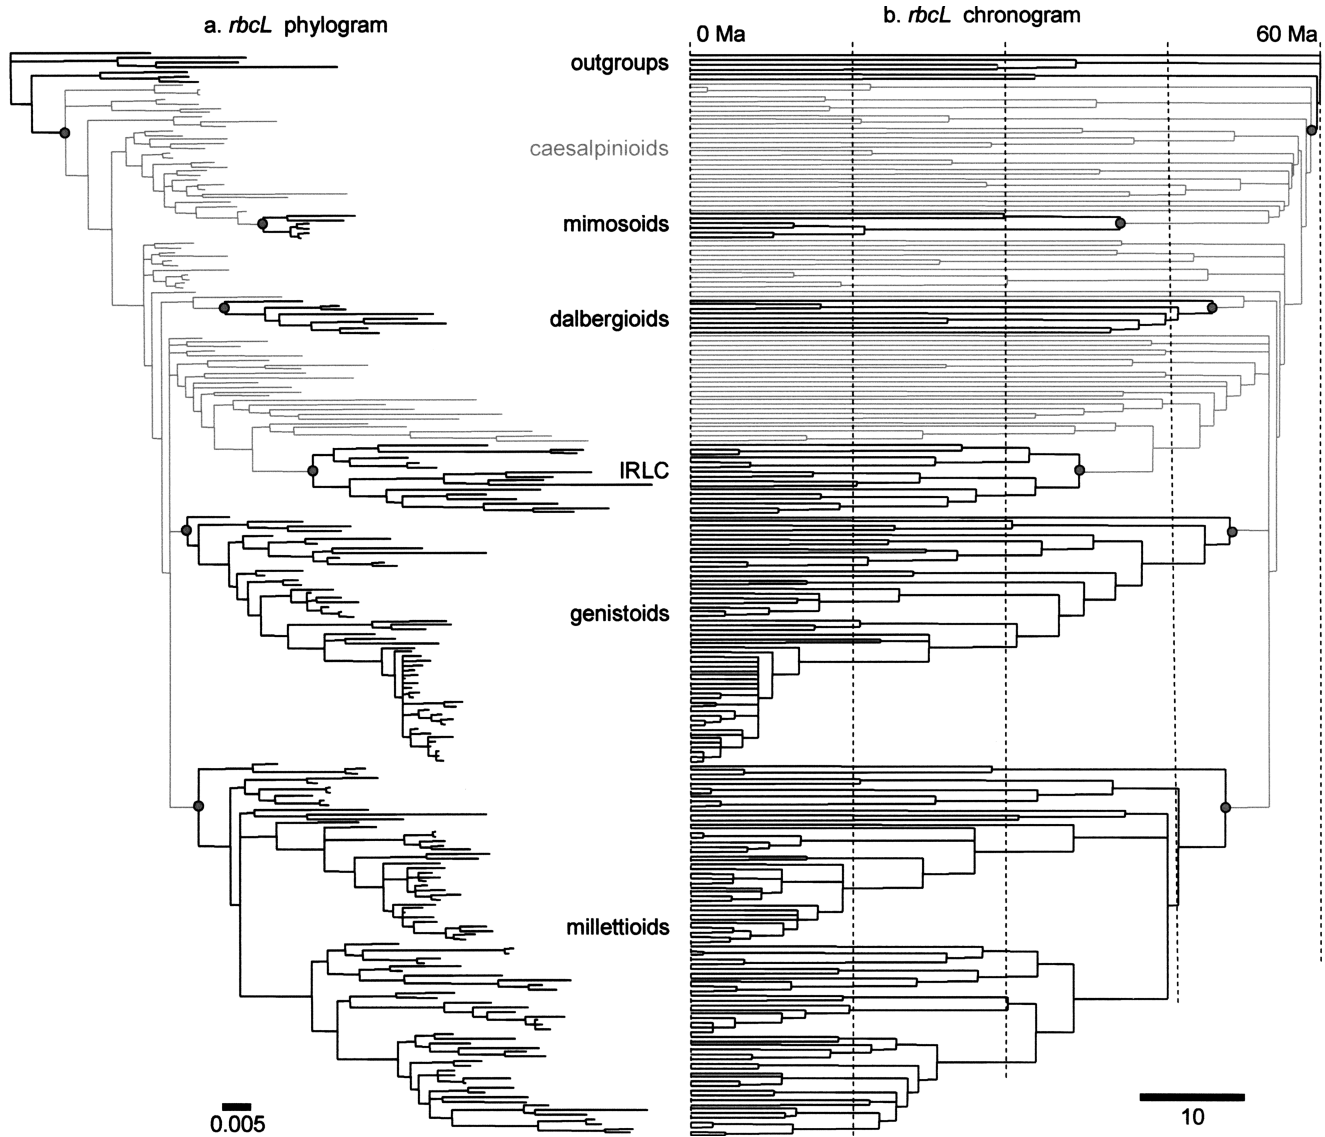 a. rbcL phylogram
b. rbcL chronogram
0 Ma
60 Ma
outgroups
caesalpinioids
mimosoids
dalbergioids
IRLC
genistoids
millettioids
0.005
10